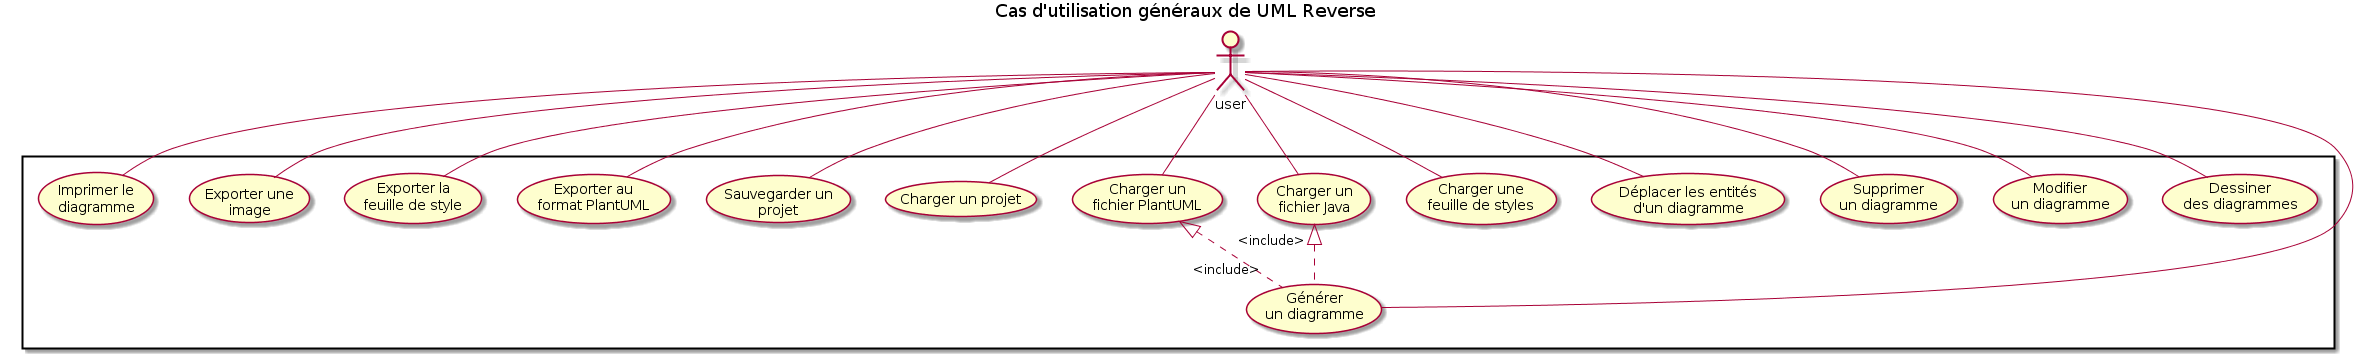 Cas d'utilisation généraux de UML Reverse
user
Imprimer le
diagramme
Exporter une
image
Exporter la
feuille de style
Exporter au
format PlantUML
Sauvegarder un
projet
Charger un projet
Charger un
fichier PlantUML
Charger un
fichier Java
Charger une
feuille de styles
Déplacer les entités
d'un diagramme
Supprimer
un diagramme
Modifier
un diagramme
Dessiner
des diagrammes
<include>
<include>
Générer
un diagramme